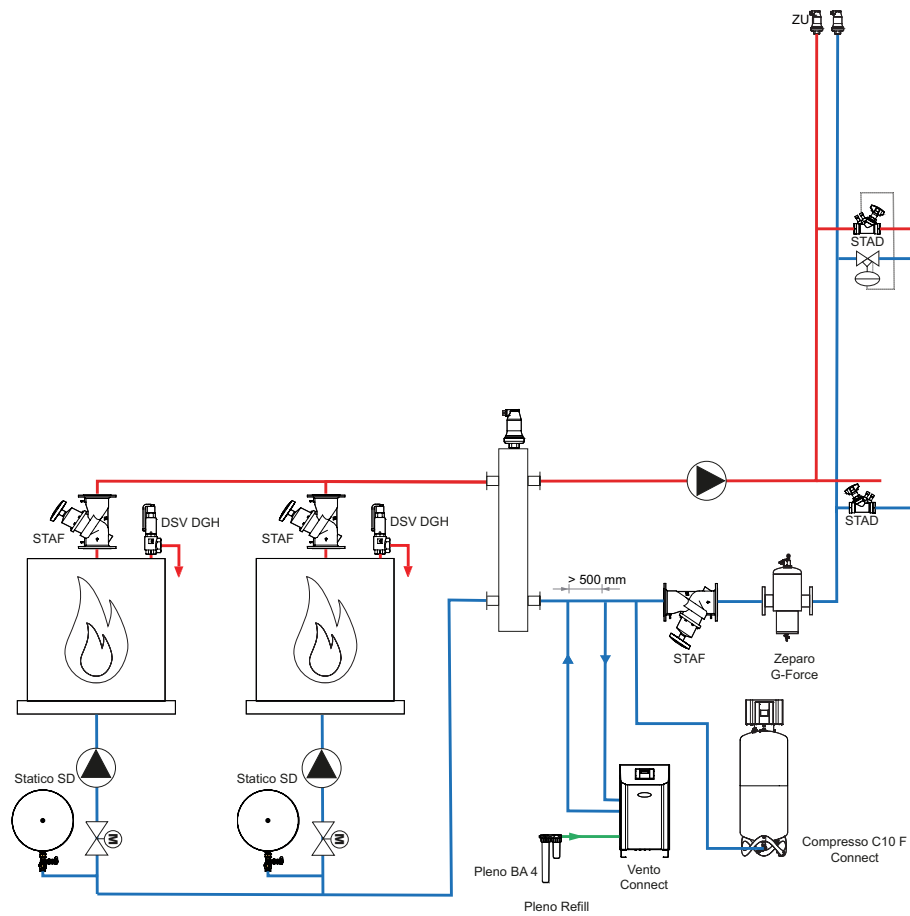 ZU
STAD
STAD
DSV DGH
DSV DGH
STAF
STAF
> 500 mm
STAF
Zeparo
G-Force
Statico SD
Statico SD
M
M
Compresso C10 F
Connect
Pleno BA 4
Vento
Connect
Pleno Refill